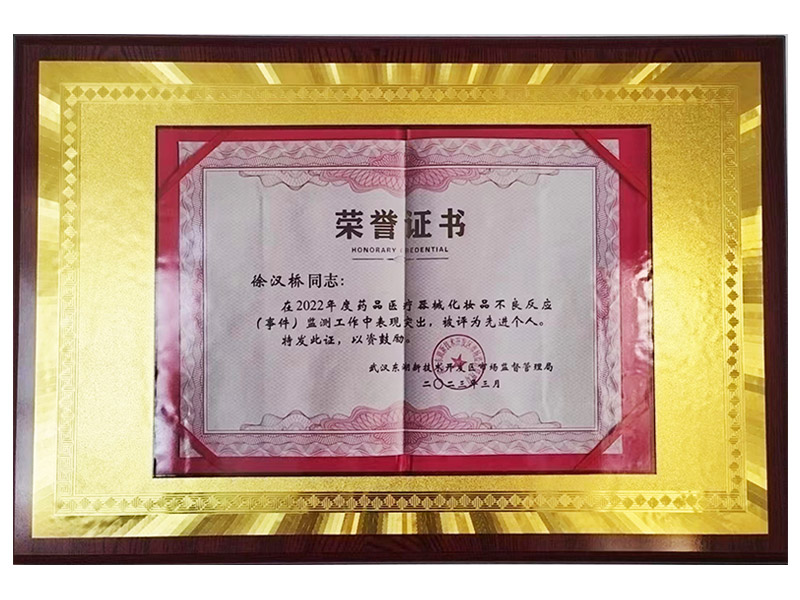 荣誉证书
HONORARY CREDENTIAL
徐汉桥同志：
在2022年度药品医疗器械化妆品不良反应
（事件）监测工作中表现突出，被评为先进个人。
特发此证，以资鼓励。
武汉东湖新技术开发区市场监督管理局
二〇二三年三月